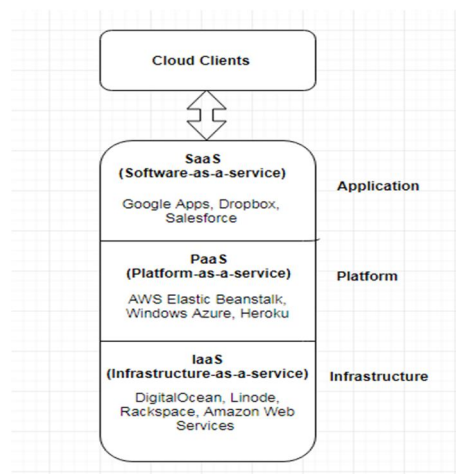 Cloud Clients
SaaS
(Software-as-a-service)
Google Apps, Dropbox,
Salesforce
Application
PaaS
(Platform-as-a-service)
AWS Elastic Beanstalk,
Windows Azure, Heroku
Platform
IaaS
(Infrastructure-as-a-service)
DigitalOcean, Linode,
Rackspace, Amazon Web
Services
Infrastructure